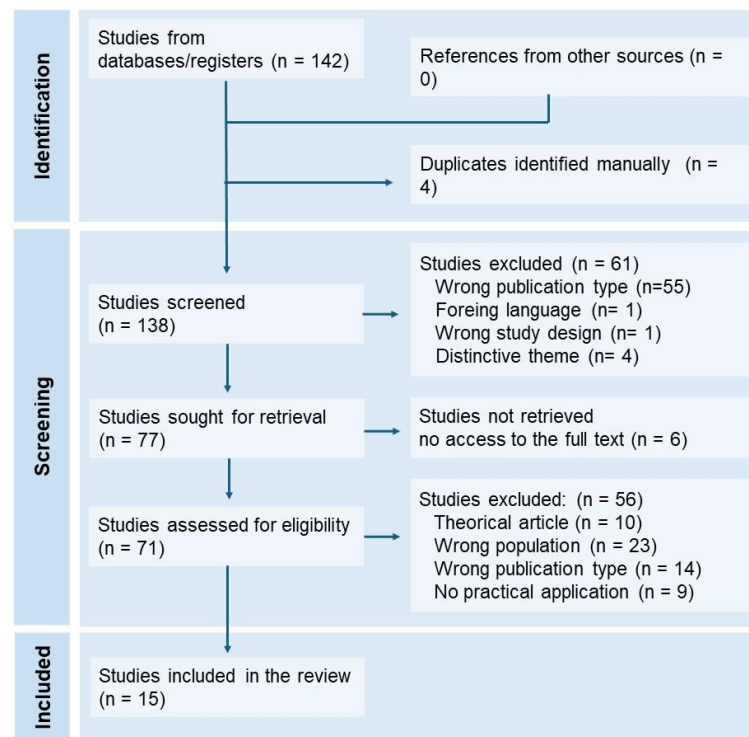 Identification
Studies from
databases/registers (n = 142)
References from other sources (n =
0)
Duplicates identified manually (n =
4)
Screening
Studies screened
(n = 138)
Studies excluded (n = 61)
Wrong publication type (n=55)
Foreing language (n= 1)
Wrong study design (n= 1)
Distinctive theme (n= 4)
Studies sought for retrieval
(n = 77)
Studies not retrieved
no access to the full text (n = 6)
Studies assessed for eligibility
(n = 71)
Studies excluded: (n = 56)
Theorical article (n = 10)
Wrong population (n = 23)
Wrong publication type (n = 14)
No practical application (n = 9)
Included
Studies included in the review
(n = 15)